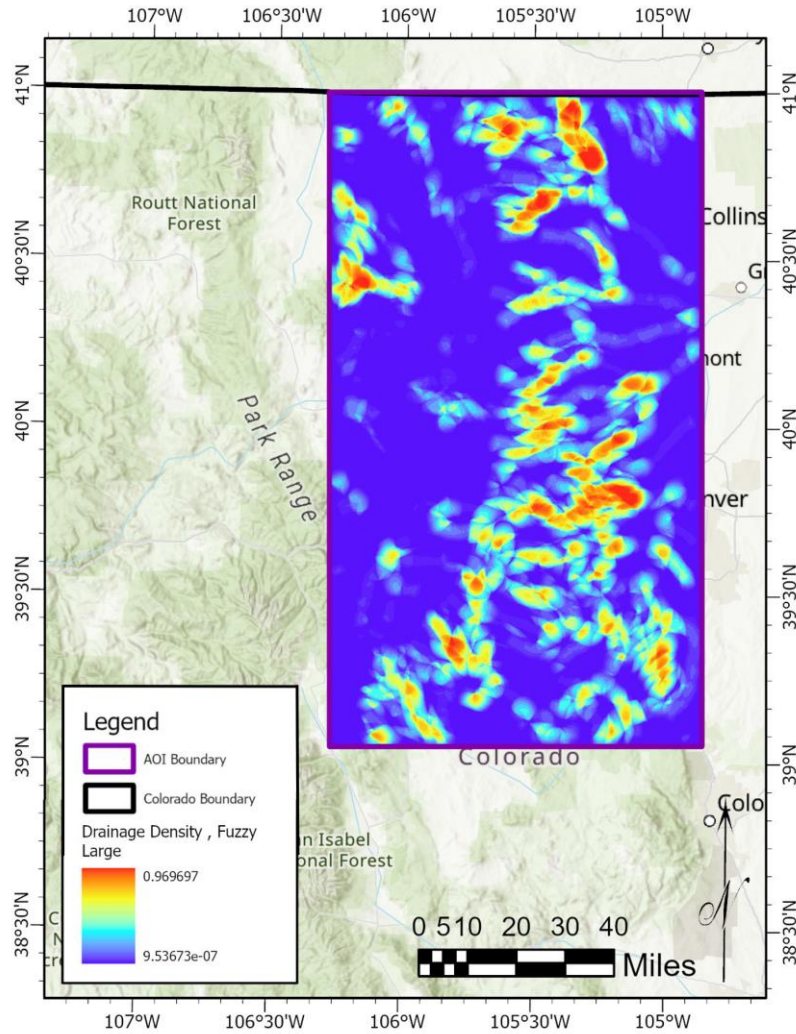 107°W 106°30'W 106°W 105°30'W 105°W
41°N
41°N
Routt National
Forest
Collins
40°30'N
40°30'N
G
mont
40°N
40°N
Park Range
nver
39°30'N
39°30'N
Legend
AOI Boundary
Colorado Boundary
Drainage Density , Fuzzy
Large
0.969697
9.53673e-07
39°N
39°N
Colorado
Colo
Isabel
onal Forest
38°30'N
38°30'N
C
N
cre
0 5 10 20 30 40
Miles
N
107°W 106°30'W 106°W 105°30'W 105°W